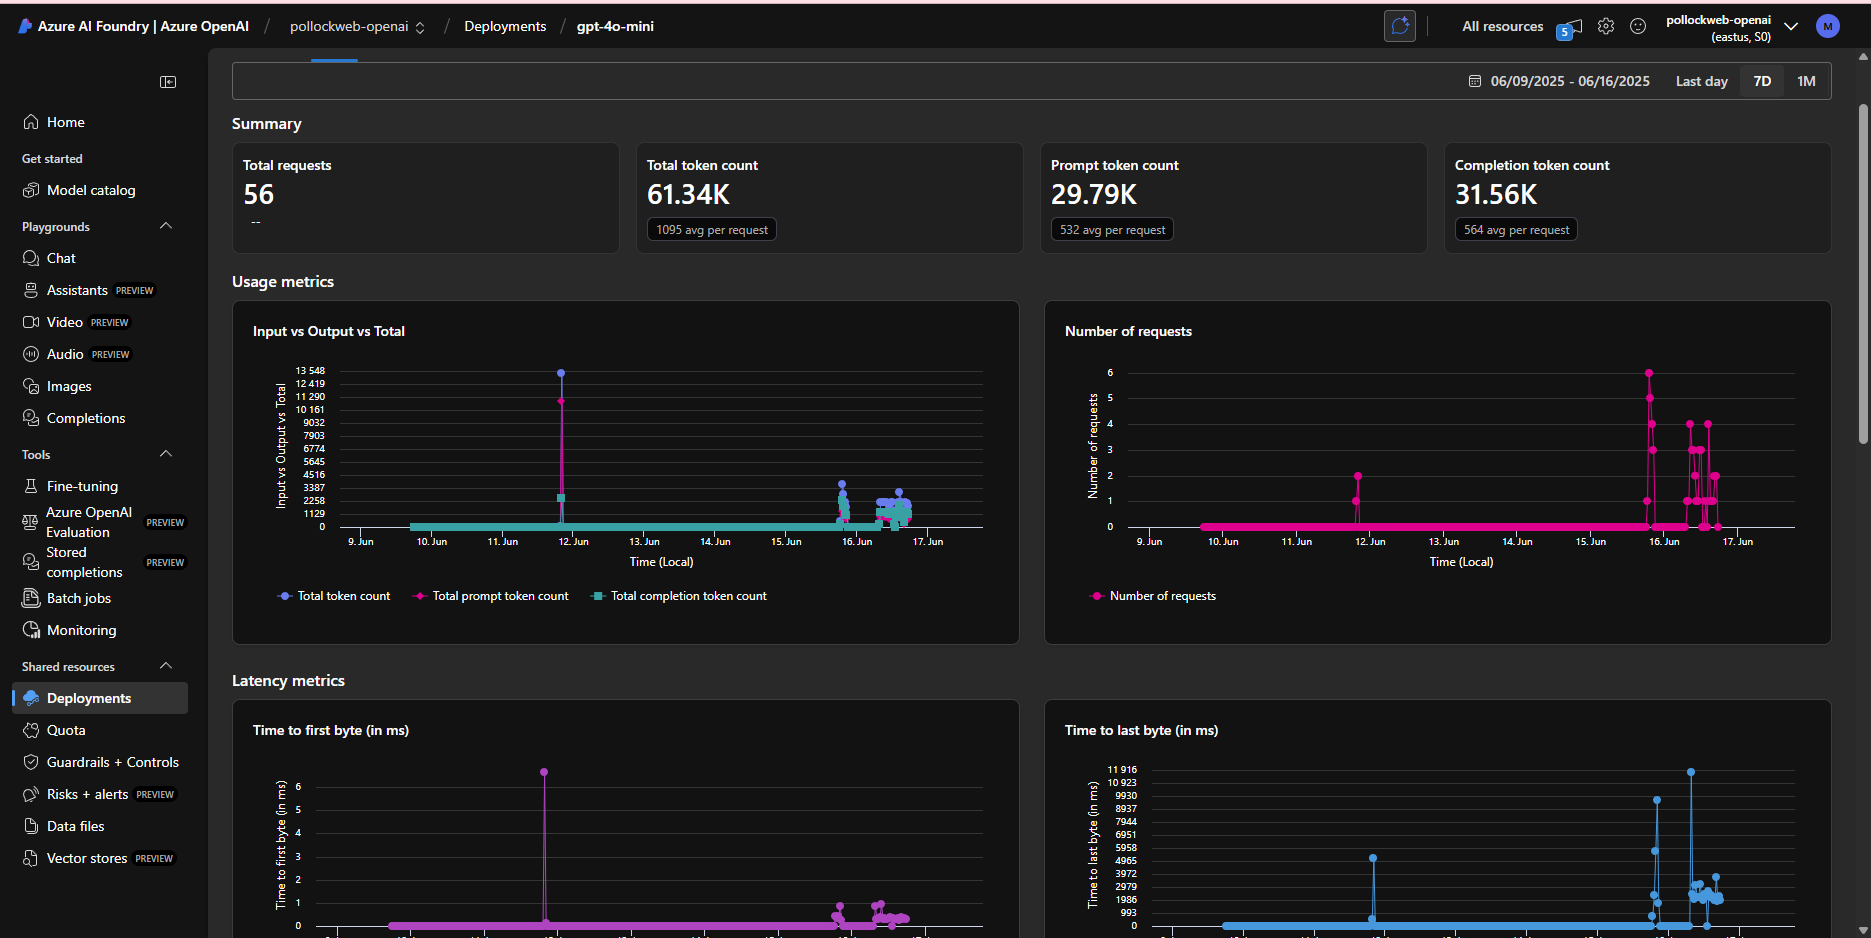 Azure AI Foundry | Azure OpenAI / pollockweb-openai / Deployments / gpt-4o-mini
All resources
5
pollockweb-openai
(eastus, S0)
M
Home
Get started
Model catalog
Playgrounds
Chat
Assistants PREVIEW
Video PREVIEW
Audio PREVIEW
Images
Completions
Tools
Fine-tuning
Azure OpenAI
Evaluation PREVIEW
Stored
completions PREVIEW
Batch jobs
Monitoring
Shared resources
Deployments
Quota
Guardrails + Controls
Risks + alerts PREVIEW
Data files
Vector stores PREVIEW
06/09/2025 - 06/16/2025 Last day 7D 1M
Summary
Total requests
56
--
Total token count
61.34K
1095 avg per request
Prompt token count
29.79K
532 avg per request
Completion token count
31.56K
564 avg per request
Usage metrics
Input vs Output vs Total
Input vs Output vs Total
13 548
12 419
11 290
10 161
9032
7903
6774
5645
4516
3387
2258
1129
0
9. Jun 10. Jun 11. Jun 12. Jun 13. Jun 14. Jun 15. Jun 16. Jun 17. Jun
Time (Local)
Total token count Total prompt token count Total completion token count
Number of requests
Number of requests
6
5
4
3
2
1
0
9. Jun 10. Jun 11. Jun 12. Jun 13. Jun 14. Jun 15. Jun 16. Jun 17. Jun
Time (Local)
Number of requests
Latency metrics
Time to first byte (in ms)
Time to first byte (in ms)
6
5
4
3
2
1
0
Time to last byte (in ms)
Time to last byte (in ms)
11 916
10 923
9930
8937
7944
6951
5958
4965
3972
2979
1986
993
0